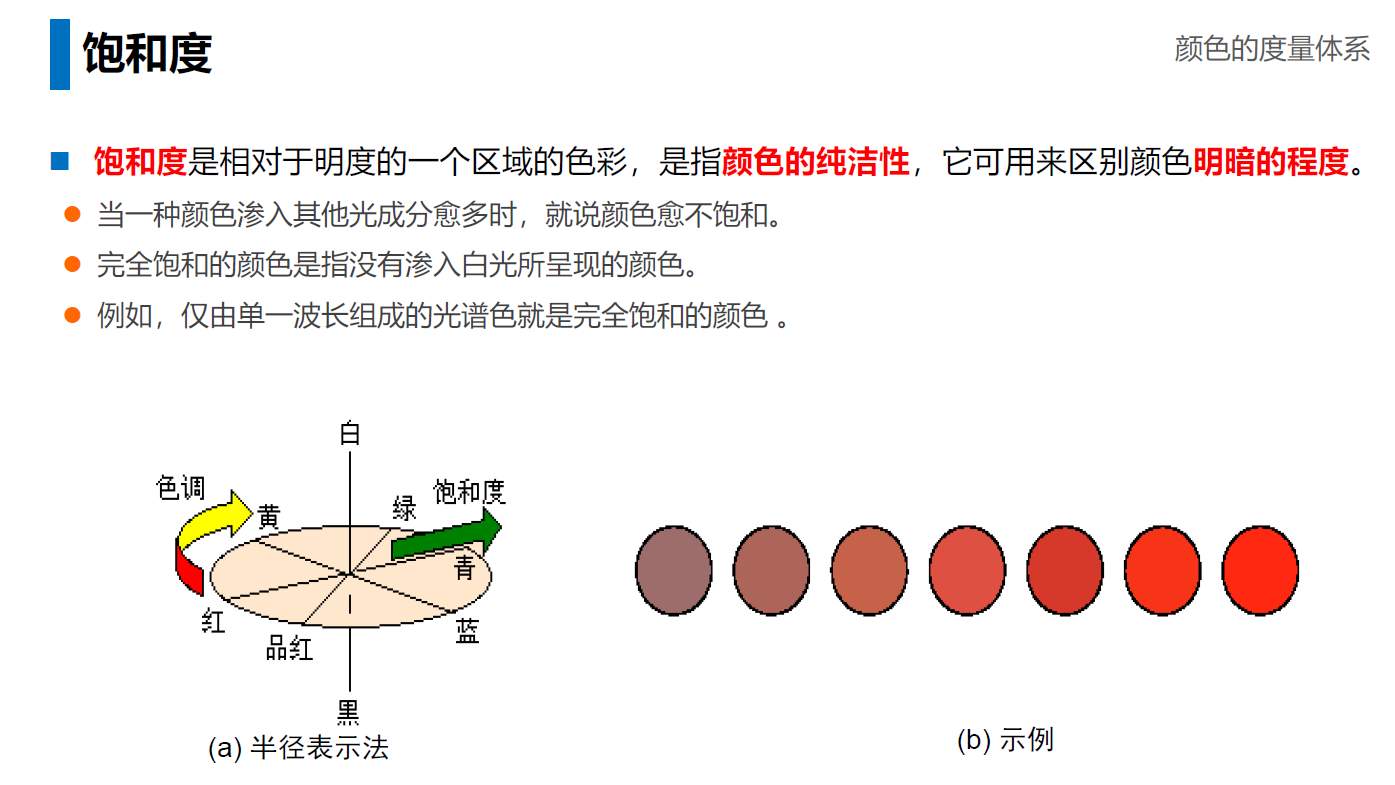 饱和度
颜色的度量体系
饱和度是相对于明度的一个区域的色彩，是指颜色的纯洁性，它可用来区别颜色明暗的程度。
当一种颜色渗入其他光成分愈多时，就说颜色愈不饱和。
完全饱和的颜色是指没有渗入白光所呈现的颜色。
例如，仅由单一波长组成的光谱色就是完全饱和的颜色 。
白
色调
饱和度
黄
绿
青
红
蓝
品红
黑
(a) 半径表示法
(b) 示例